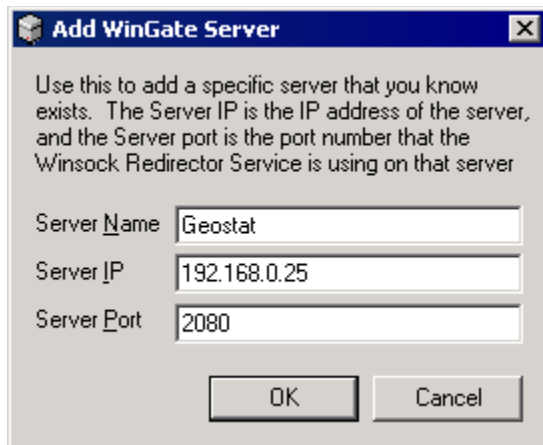 Add WinGate Server
Use this to add a specific server that you know
exists. The Server IP is the IP address of the server,
and the Server port is the port number that the
Winsock Redirector Service is using on that server
Server Name Geostat
Server IP 192.168.0.25
Server Port 2080
OK Cancel